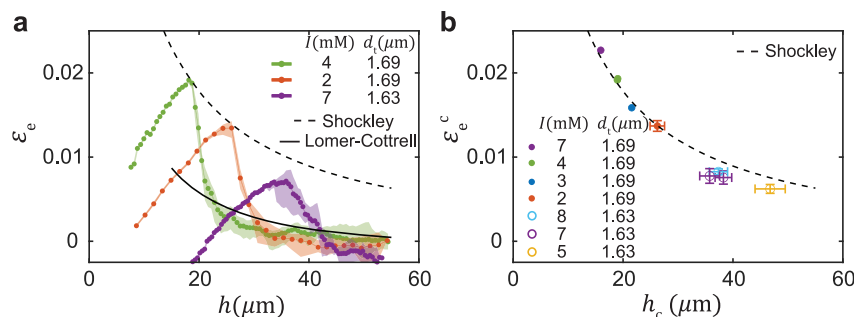 a
I(mM) d_t(μm)
4 1.69
2 1.69
7 1.63
Shockley
Lomer-Cottrell
ε_e
0.02
0.01
0
0 20 40 60
h(μm)
b
Shockley
ε_e^c
0.02
0.01
0
I(mM) d_t(μm)
7 1.69
4 1.69
3 1.69
2 1.69
8 1.63
7 1.63
5 1.63
0 20 40 60
h_c (μm)